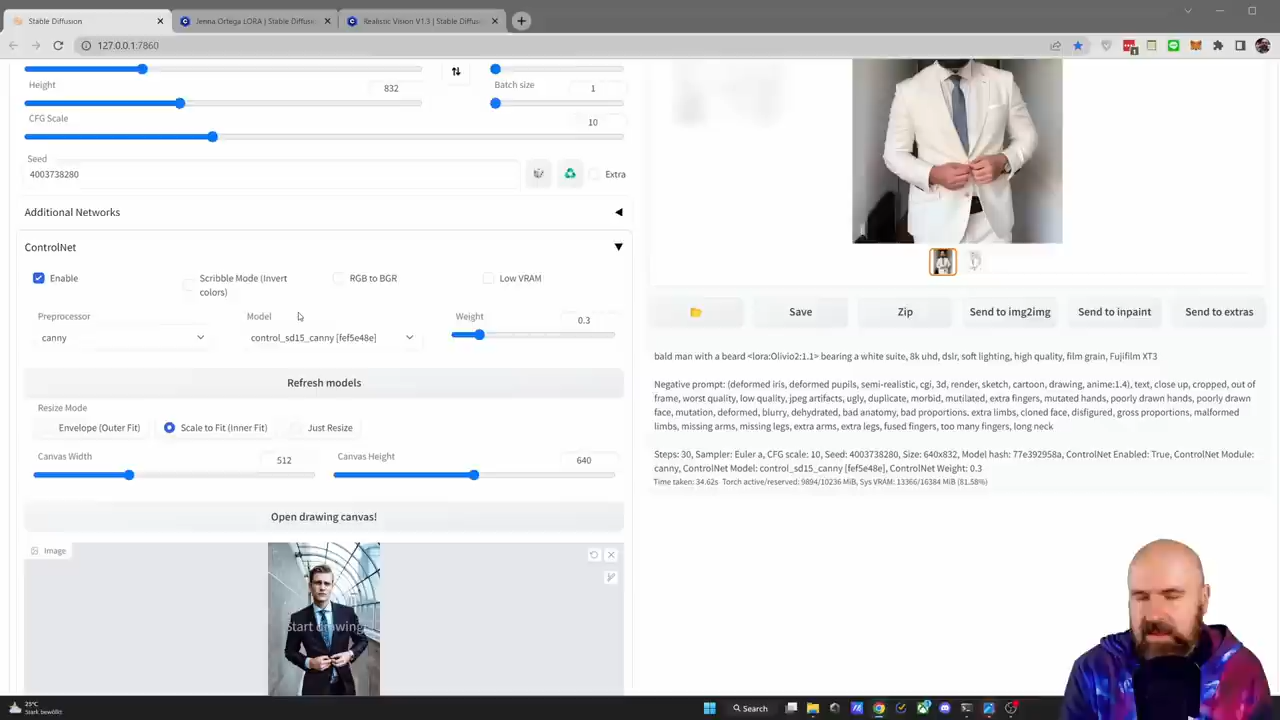 Stable Diffusion
Jenna Ortega LORA | Stable Diffusi
Realistic Vision V1.3 | Stable Diffus
127.0.0.1:7860
Height
832
Batch size
1
CFG Scale
10
Seed
4003738280
Extra
Additional Networks
ControlNet
Enable
Scribble Mode (Invert
colors)
RGB to BGR
Low VRAM
Preprocessor
Model
Weight
0.3
canny
control_sd15_canny [fef5e48e]
Refresh models
Resize Mode
Envelope (Outer Fit)
Scale to Fit (Inner Fit)
Just Resize
Canvas Width
512
Canvas Height
640
Open drawing canvas!
Image
Start drawing
Save
Zip
Send to img2img
Send to inpaint
Send to extras
bald man with a beard <lora:Olivio2:1.1> bearing a white suite, 8k uhd, dslr, soft lighting, high quality, film grain, Fujifilm XT3
Negative prompt: (deformed iris, deformed pupils, semi-realistic, cgi, 3d, render, sketch, cartoon, drawing, anime:1.4), text, close up, cropped, out of
frame, worst quality, low quality, jpeg artifacts, ugly, duplicate, morbid, mutilated, extra fingers, mutated hands, poorly drawn hands, poorly drawn
face, mutation, deformed, blurry, dehydrated, bad anatomy, bad proportions, extra limbs, cloned face, disfigured, gross proportions, malformed
limbs, missing arms, missing legs, extra arms, extra legs, fused fingers, too many fingers, long neck
Steps: 30, Sampler: Euler a, CFG scale: 10, Seed: 4003738280, Size: 640x832, Model hash: 77e392958a, ControlNet Enabled: True, ControlNet Module:
canny, ControlNet Model: control_sd15_canny [fef5e48e], ControlNet Weight: 0.3
Time taken: 34.62s Torch active/reserved: 9894/10236 MiB, Sys VRAM: 13366/16384 MiB (81.58%)
25°C
Stark bewölkt
Search